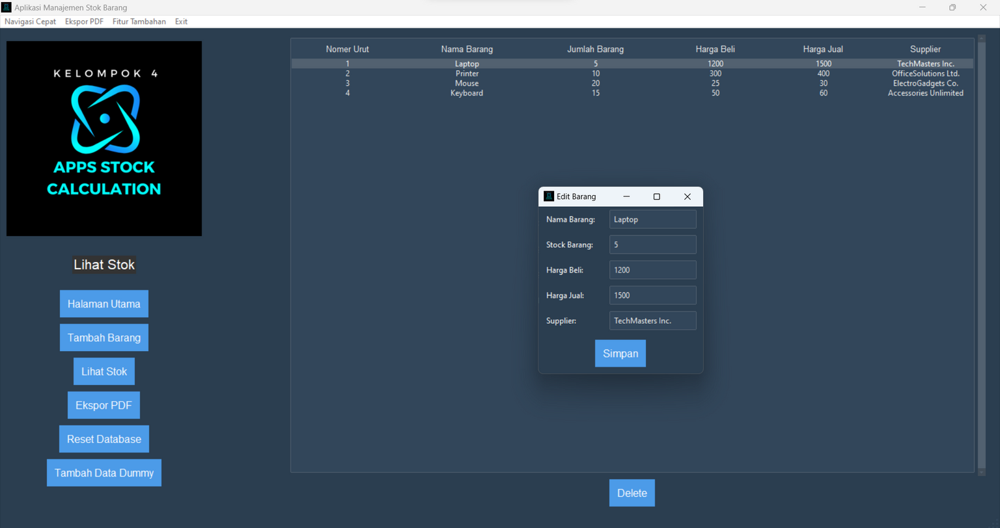 Aplikasi Manajemen Stok Barang
Navigasi Cepat Ekspor PDF Fitur Tambahan Exit
KELOMPOK 4
APPS STOCK
CALCULATION
Lihat Stok
Halaman Utama
Tambah Barang
Lihat Stok
Ekspor PDF
Reset Database
Tambah Data Dummy
Nomer Urut Nama Barang Jumlah Barang Harga Beli Harga Jual Supplier
1 Laptop 5 1200 1500 TechMasters Inc.
2 Printer 10 300 400 OfficeSolutions Ltd.
3 Mouse 20 25 30 ElectroGadgets Co.
4 Keyboard 15 50 60 Accessories Unlimited
Edit Barang
Nama Barang: Laptop
Stock Barang: 5
Harga Beli: 1200
Harga Jual: 1500
Supplier: TechMasters Inc.
Simpan
Delete